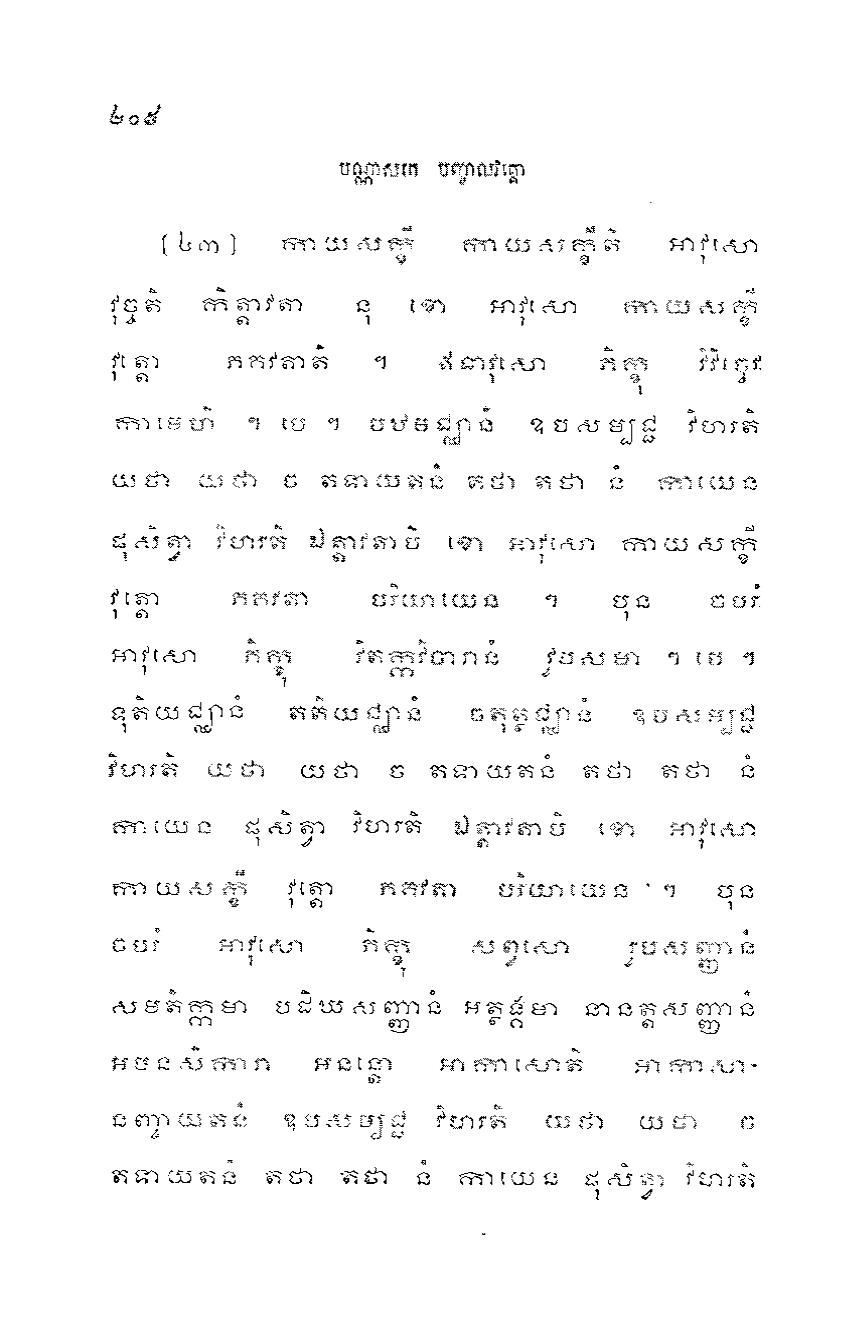 ២០៥
បណ្ណាសកេ បញ្ចាលវគ្គោ
(៤៣) កាយសក្ខី កាយសក្ខីតិ អាវុសោ
វុច្ចតិ កិត្តាវតា នុ ខោ អាវុសោ កាយសក្ខី
វុត្តោ ភគវតាតិ ។ ឥធាវុសោ ភិក្ខុ វិវិច្ចេវ
កាមេហិ ។ បេ ។ បឋមជ្ឈានំ ឧបសម្បជ្ជ វិហរតិ
យថា យថា ច តទាយតនំ តថា តថា នំ កាយេន
ផុសិត្វា វិហរតិ ឯត្តាវតាបិ ខោ អាវុសោ កាយសក្ខី
វុត្តោ ភគវតា បរិយាយេន ។ បុន ចបរំ
អាវុសោ ភិក្ខុ វិតក្កវិចារានំ វូបសមា ។ បេ ។
ទុតិយជ្ឈានំ តតិយជ្ឈានំ ចតុត្ថជ្ឈានំ ឧបសម្បជ្ជ
វិហរតិ យថា យថា ច តទាយតនំ តថា តថា នំ
កាយេន ផុសិត្វា វិហរតិ ឯត្តាវតាបិ ខោ អាវុសោ
កាយសក្ខី វុត្តោ ភគវតា បរិយាយេន ។ បុន
ចបរំ អាវុសោ ភិក្ខុ សព្វសោ រូបសញ្ញានំ
សមតិក្កមា បដិឃសញ្ញានំ អត្ថង្គមា នានត្តសញ្ញានំ
អមនសិការា អនន្តោ អាកាសោតិ អាកាសា-
នញ្ចាយតនំ ឧបសម្បជ្ជ វិហរតិ យថា យថា ច
តទាយតនំ តថា តថា នំ កាយេន ផុសិត្វា វិហរតិ